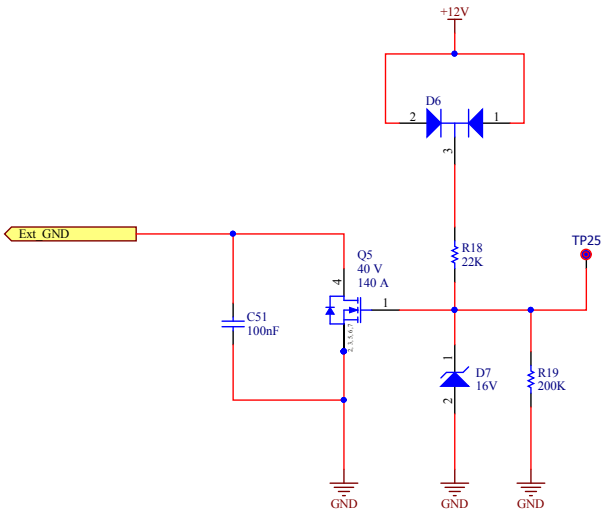 +12V
D6
2
1
3
Ext_GND
R18
22K
TP25
Q5
40 V
140 A
4
1
C51
100nF
2, 3, 5, 6, 7
1
D7
16V
2
R19
200K
GND
GND
GND